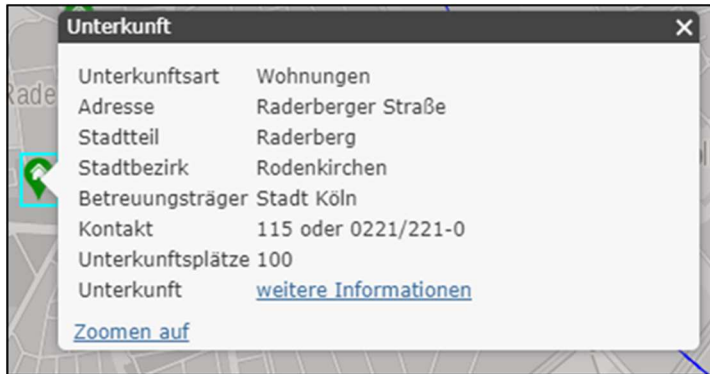 Unterkunft
Rade
Unterkunftsart Wohnungen
Adresse Raderberger Straße
Stadtteil Raderberg
Stadtbezirk Rodenkirchen
Betreuungsträger Stadt Köln
Kontakt 115 oder 0221/221-0
Unterkunftsplätze 100
Unterkunft weitere Informationen
Zoomen auf